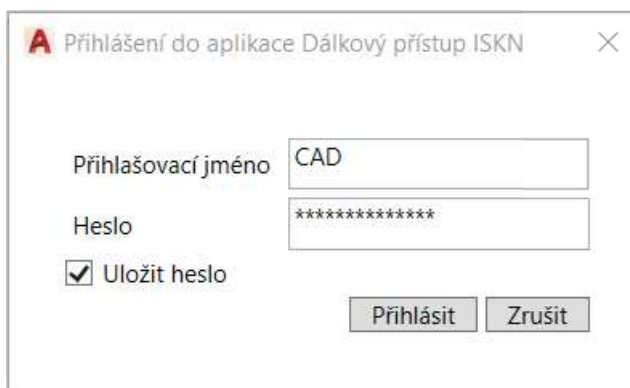 Přihlášení do aplikace Dálkový přístup ISKN
Přihlašovací jméno CAD
Heslo **************
Uložit heslo
Přihlásit Zrušit